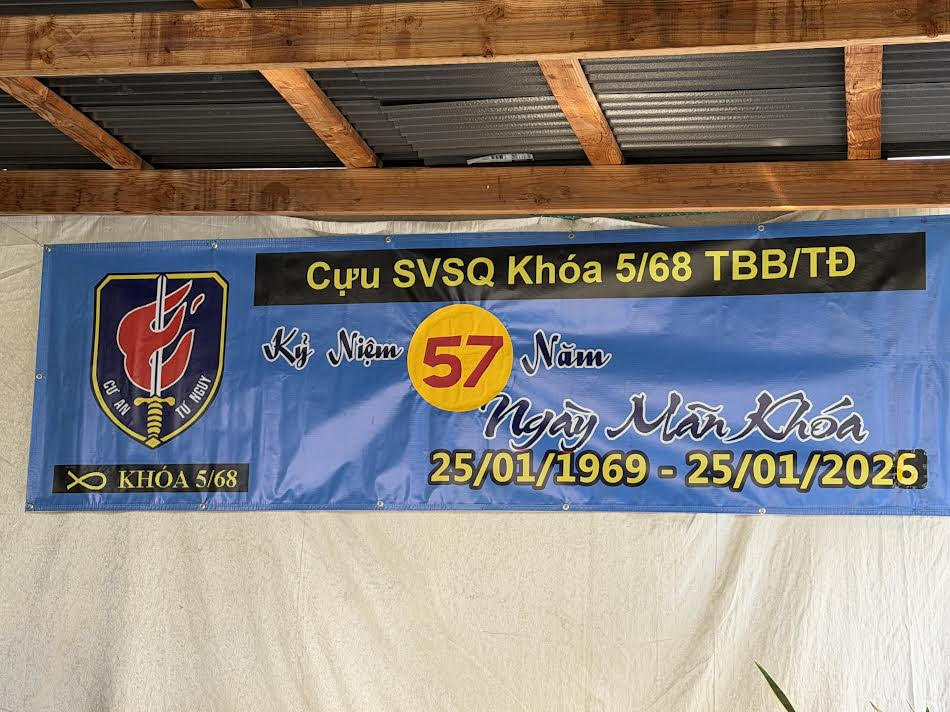 Cựu SVSQ Khóa 5/68 TBB/TĐ
Kỷ Niệm 57 Năm
Ngày Mãn Khóa
25/01/1969 - 25/01/2026
CƯ AN TƯ NGUY
KHÓA 5/68